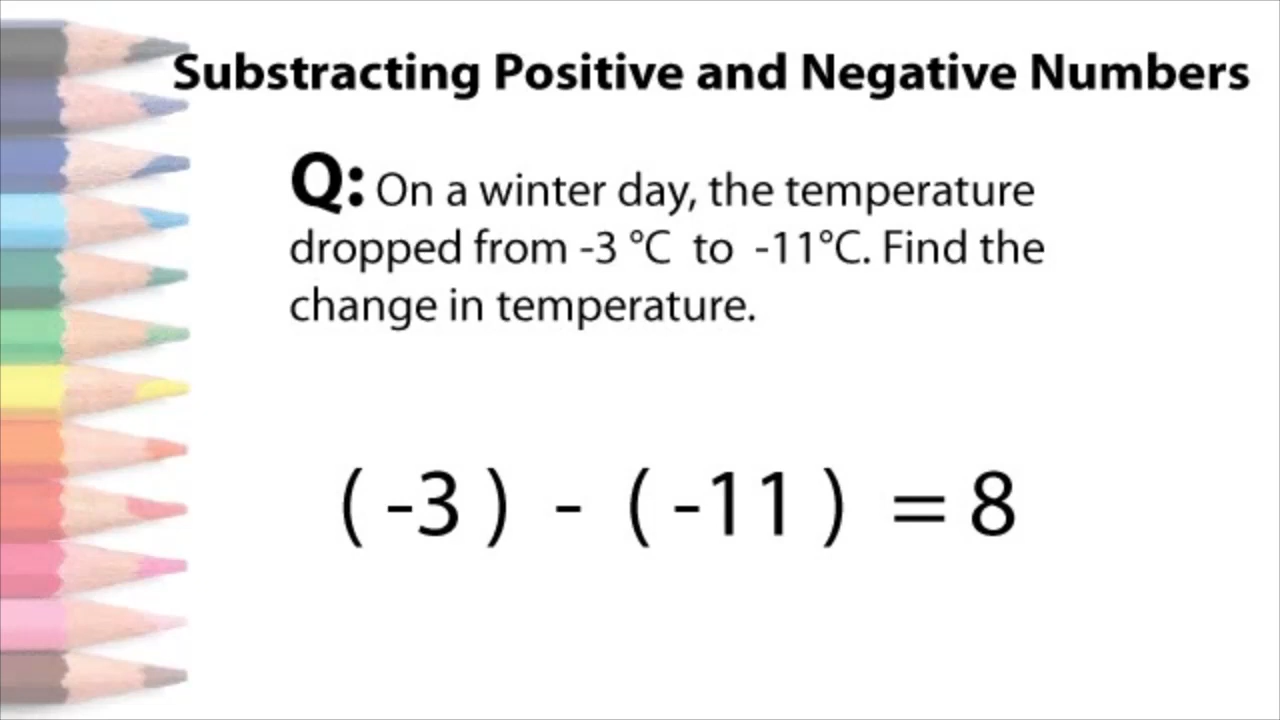 Substracting Positive and Negative Numbers
Q: On a winter day, the temperature
dropped from -3 °C to -11°C. Find the
change in temperature.
( -3 ) - ( -11 ) = 8